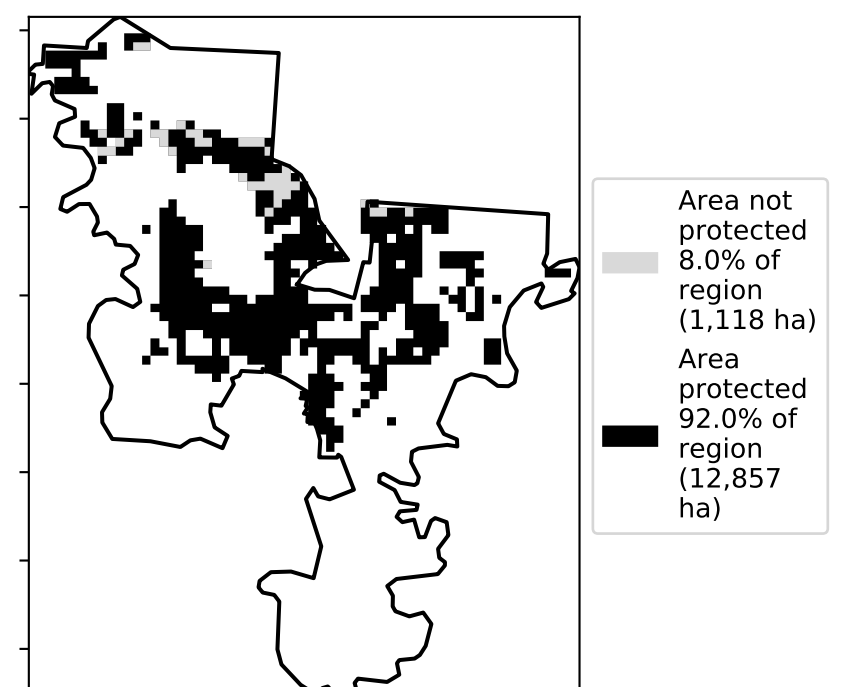 Area not
protected
8.0% of
region
(1,118 ha)
Area
protected
92.0% of
region
(12,857
ha)